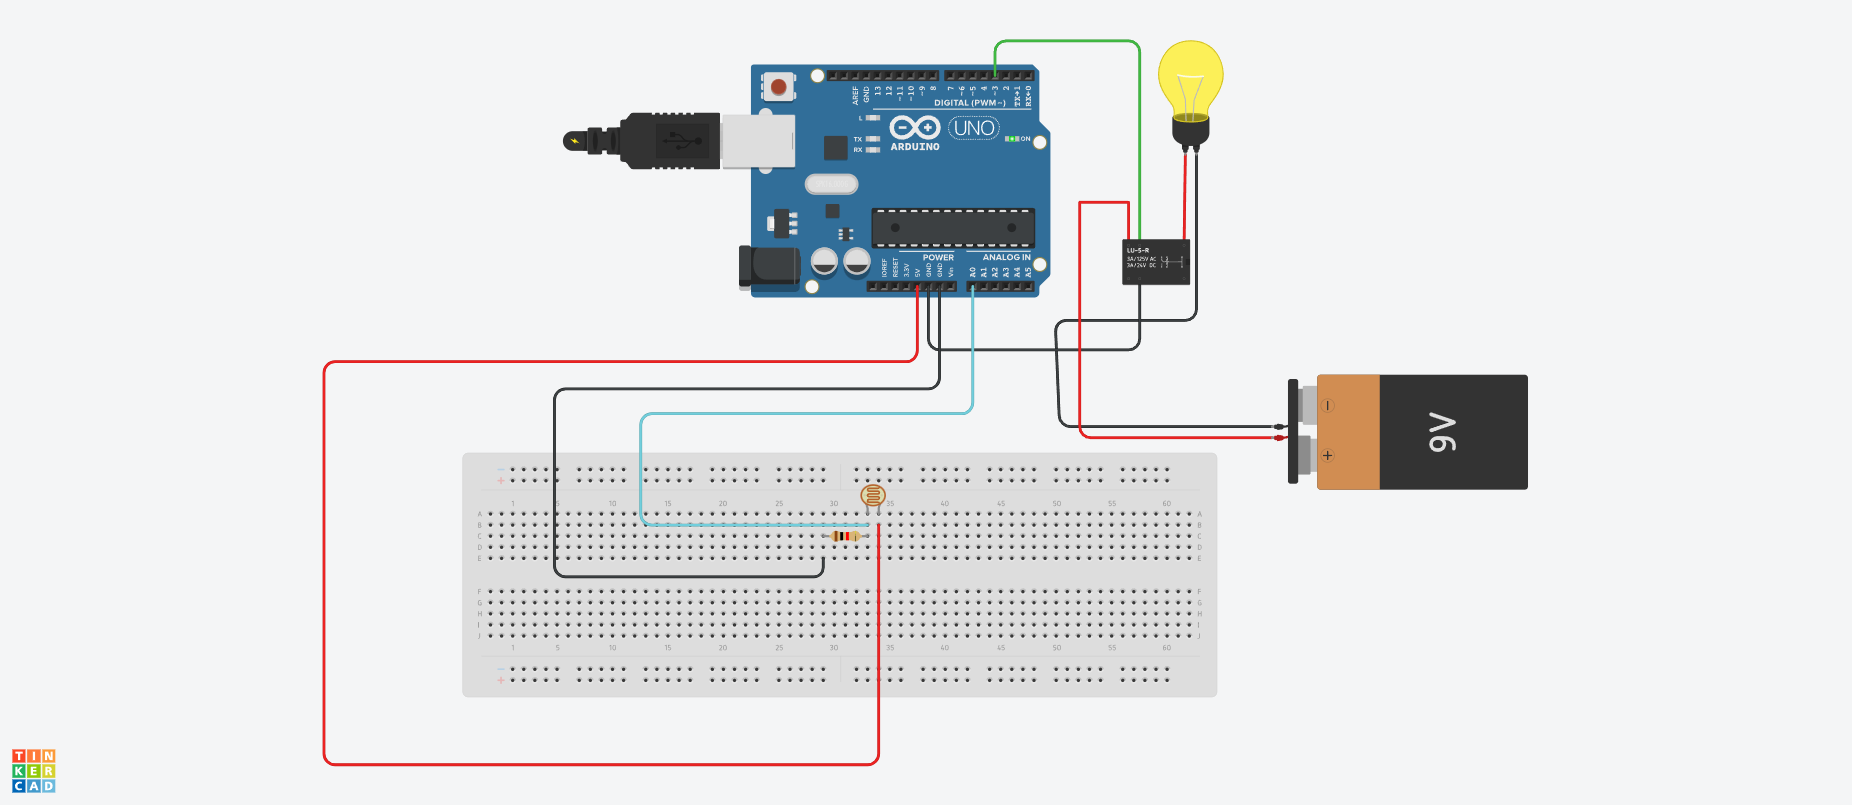 AREF
GND
13
12
~11
~10
~9
8
7
~6
~5
4
~3
2
TX→1
RX←0
DIGITAL (PWM~)
L
TX
RX
ARDUINO
UNO
ON
POWER
ANALOG IN
IOREF
RESET
3.3V
5V
GND
GND
Vin
A0
A1
A2
A3
A4
A5
LU-5-R
3A/125V AC
3A/24V DC
9V
1 5 10 15 20 25 30 35 40 45 50 55 60
A A
B B
C C
D D
E E
F F
G G
H H
I I
J J
1 5 10 15 20 25 30 35 40 45 50 55 60
TIN
KER
CAD